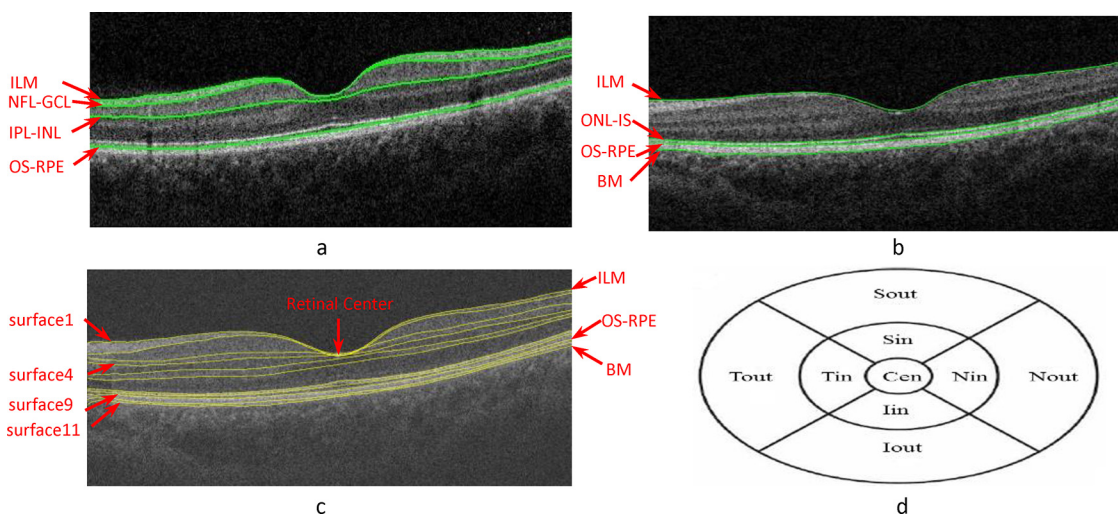 ILM
NFL-GCL
IPL-INL
OS-RPE
a
ILM
ONL-IS
OS-RPE
BM
b
surface1
surface4
surface9
surface11
Retinal Center
ILM
OS-RPE
BM
c
Sout
Sin
Tout Tin Cen Nin Nout
Iin
Iout
d